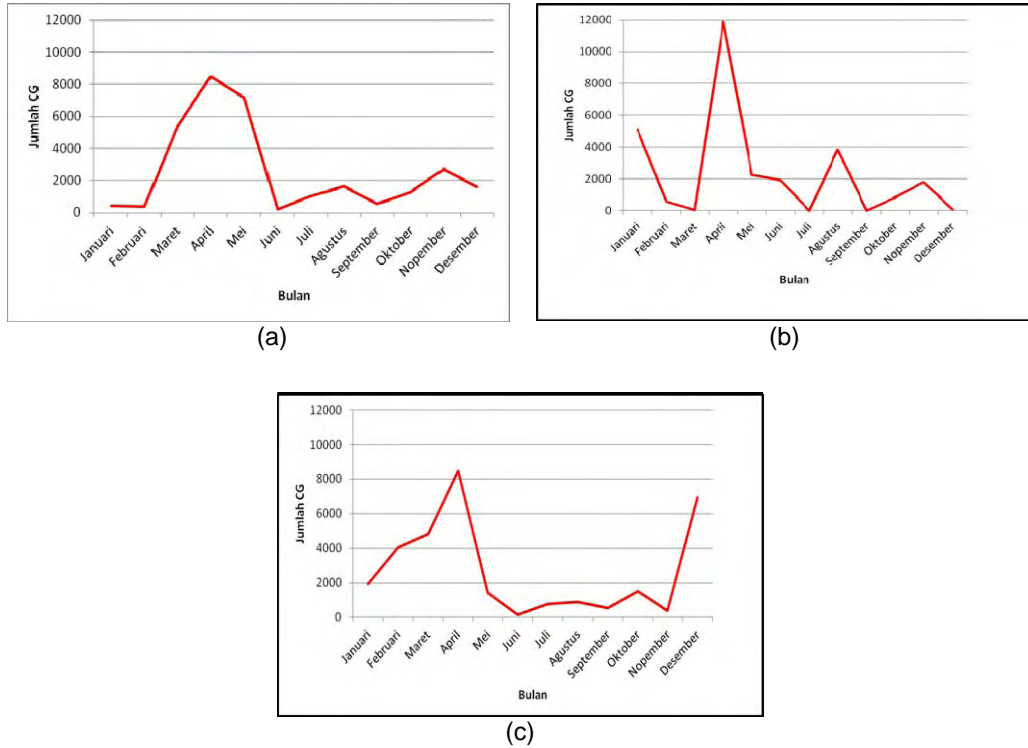 12000
10000
8000
6000
4000
2000
0
Jumlah CG
Januari
Februari
Maret
April
Mei
Juni
Juli
Agustus
September
Oktober
Nopember
Desember
Bulan
(a)
12000
10000
8000
6000
4000
2000
0
Jumlah CG
Januari
Februari
Maret
April
Mei
Juni
Juli
Agustus
September
Oktober
Nopember
Desember
Bulan
(b)
12000
10000
8000
6000
4000
2000
0
Jumlah CG
Januari
Februari
Maret
April
Mei
Juni
Juli
Agustus
September
Oktober
Nopember
Desember
Bulan
(c)